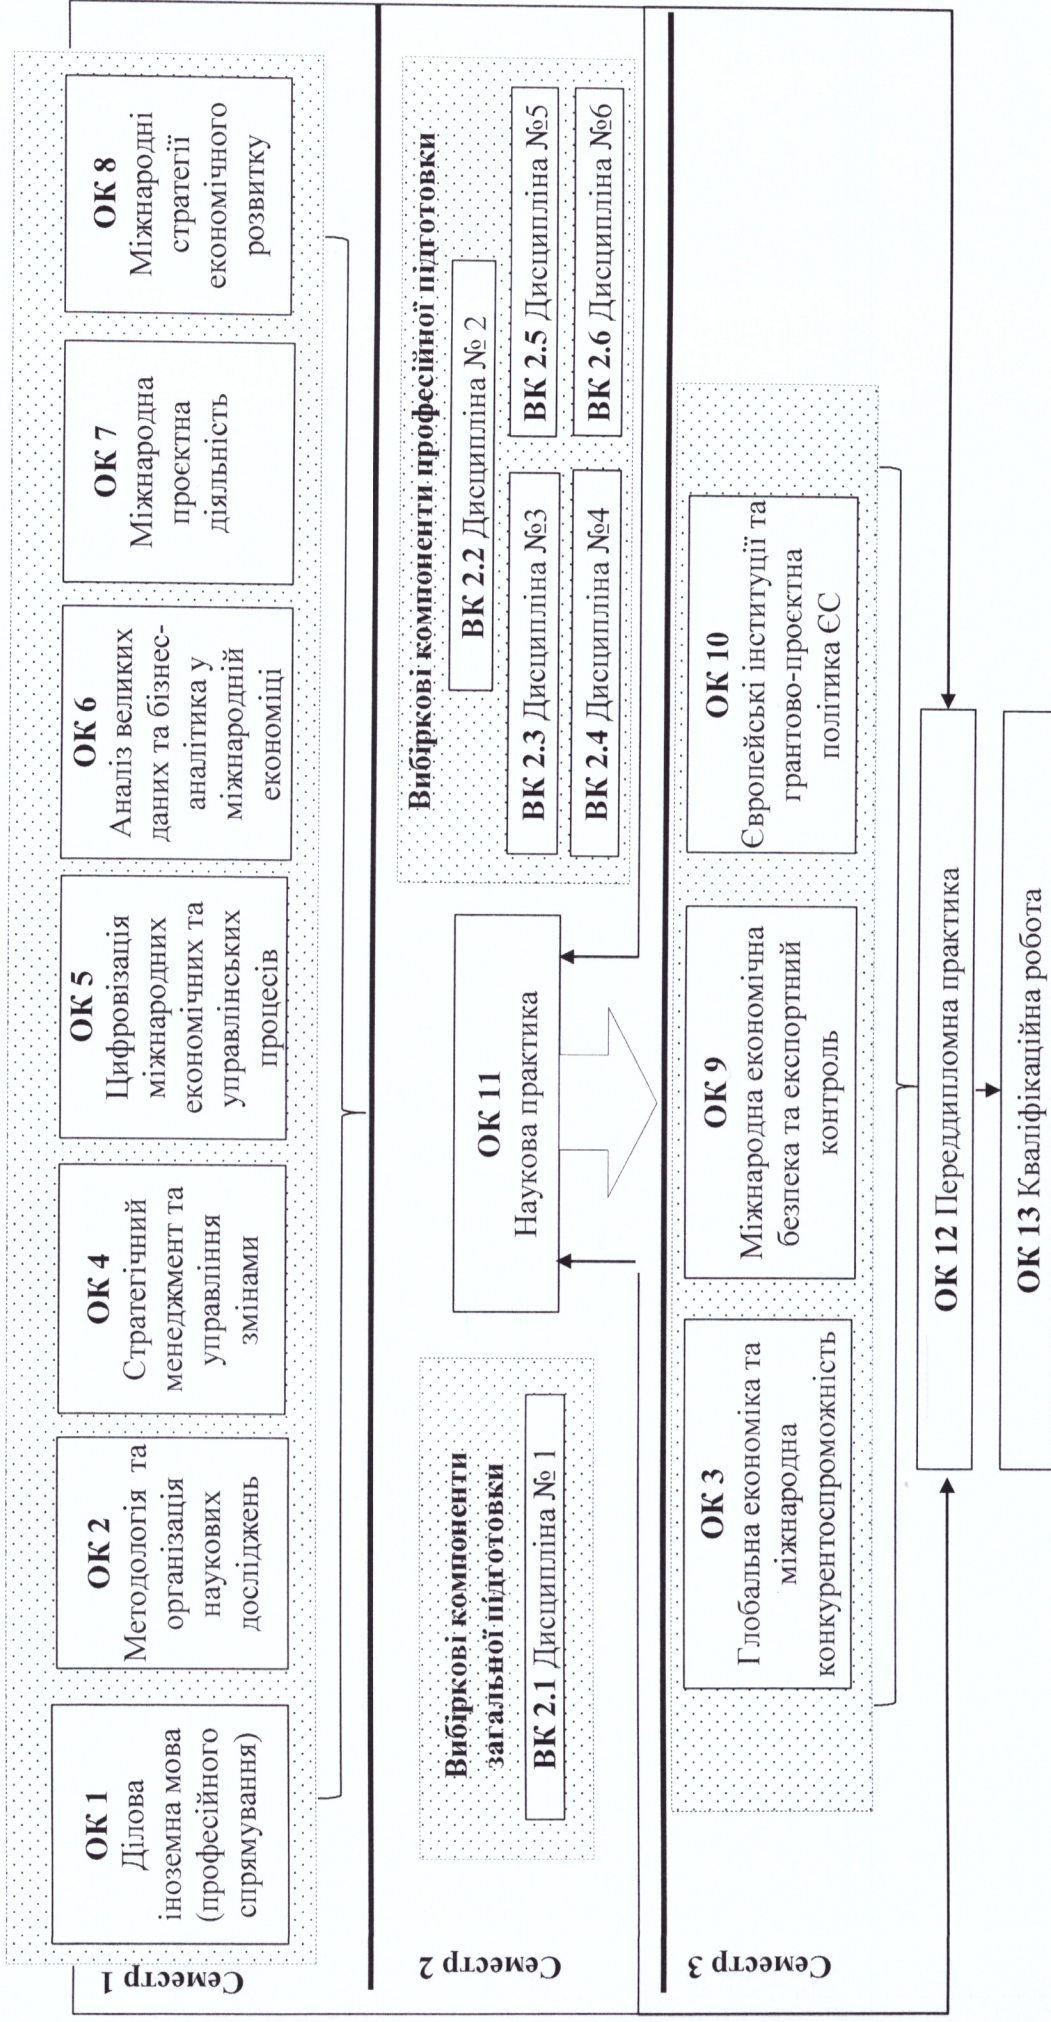 Семестр 1
ОК 1
Ділова
іноземна мова
(професійного
спрямування)
ОК 2
Методологія та
організація
наукових
досліджень
ОК 4
Стратегічний
менеджмент та
управління
змінами
ОК 5
Цифровізація
міжнародних
економічних та
управлінських
процесів
ОК 6
Аналіз великих
даних та бізнес-
аналітика у
міжнародній
економіці
ОК 7
Міжнародна
проєктна
діяльність
ОК 8
Міжнародні
стратегії
економічного
розвитку
Семестр 2
Вибіркові компоненти
загальної підготовки
ВК 2.1 Дисципліна № 1
ОК 11
Наукова практика
Вибіркові компоненти професійної підготовки
ВК 2.2 Дисципліна № 2
ВК 2.3 Дисципліна №3
ВК 2.5 Дисципліна №5
ВК 2.4 Дисципліна №4
ВК 2.6 Дисципліна №6
Семестр 3
ОК 3
Глобальна економіка та
міжнародна
конкурентоспроможність
ОК 9
Міжнародна економічна
безпека та експортний
контроль
ОК 10
Європейські інституції та
грантово-проєктна
політика ЄС
ОК 12 Переддипломна практика
ОК 13 Кваліфікаційна робота